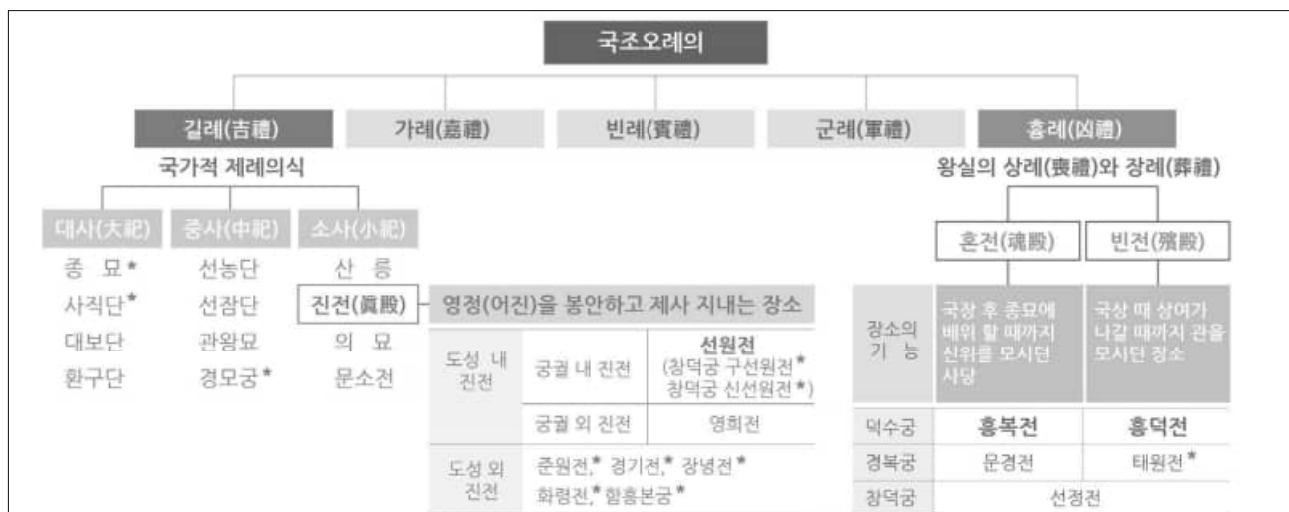 국조오례의
길례(吉禮)
가례(嘉禮)
빈례(賓禮)
군례(軍禮)
흉례(凶禮)
국가적 제례의식
대사(大祀)
중사(中祀)
소사(小祀)
종 묘*
선농단
산 릉
사직단*
선잠단
진전(眞殿)
대보단
관왕묘
의 묘
환구단
경모궁*
문소전
영정(어진)을 봉안하고 제사 지내는 장소
도성 내
진전
궁궐 내 진전
선원전
(창덕궁 구선원전*
창덕궁 신선원전*)
궁궐 외 진전
영희전
도성 외
진전
준원전,* 경기전,* 장녕전*
화령전,* 함흥본궁*
왕실의 상례(喪禮)와 장례(葬禮)
혼전(魂殿)
빈전(殯殿)
장소의
기 능
국장 후 종묘에
배위 할 때까지
신위를 모시던
사당
국상 때 상여가
나갈 때까지 관을
모시던 장소
덕수궁
흥복전
흥덕전
경복궁
문경전
태원전*
창덕궁
선정전